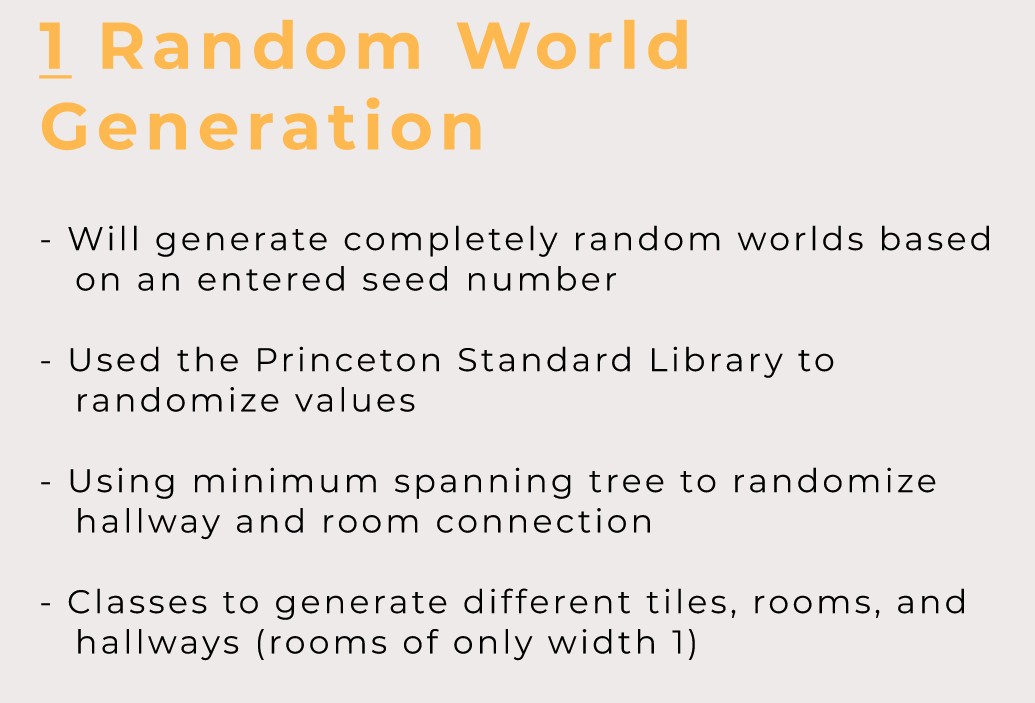 1 Random World
Generation
- Will generate completely random worlds based
on an entered seed number
- Used the Princeton Standard Library to
randomize values
- Using minimum spanning tree to randomize
hallway and room connection
- Classes to generate different tiles, rooms, and
hallways (rooms of only width 1)